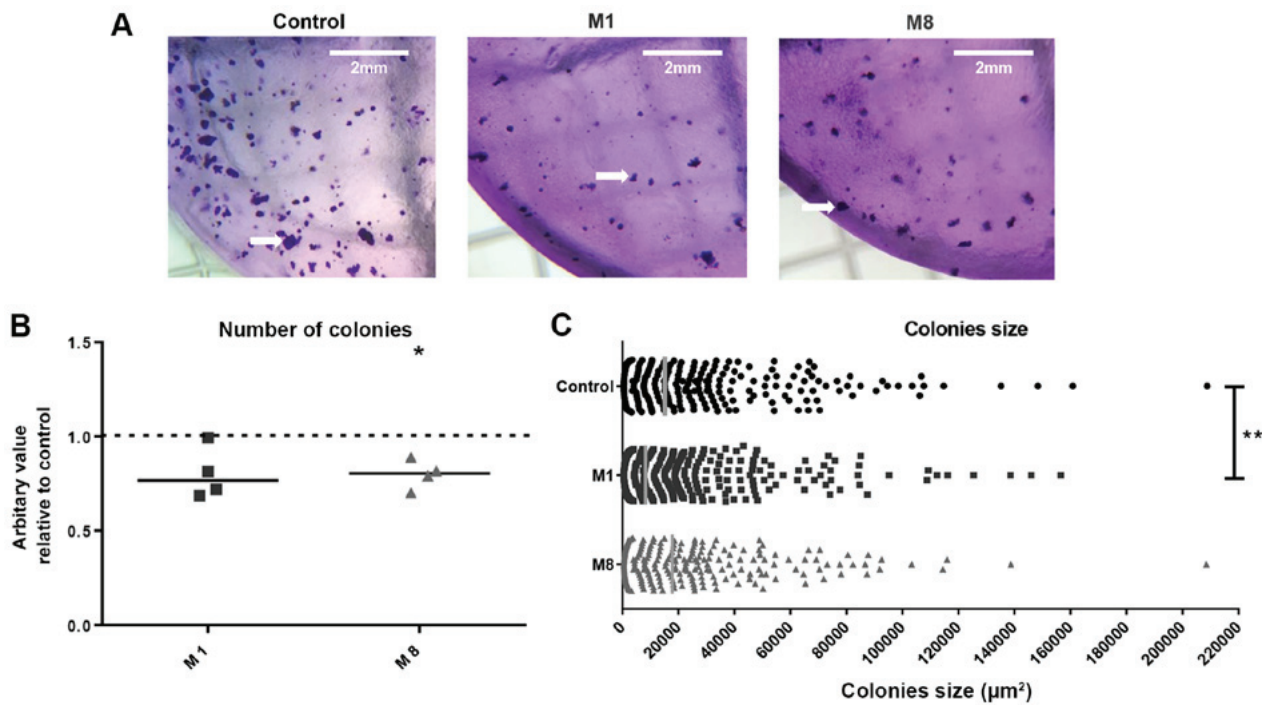 A
Control
M1
M8
2mm
2mm
2mm
B
Number of colonies
1.5
1.0
0.5
0.0
Arbitary value
relative to control
*
M1
M8
C
Colonies size
Control
M1
M8
**
0
20000
40000
60000
80000
100000
120000
140000
160000
180000
200000
220000
Colonies size (µm²)